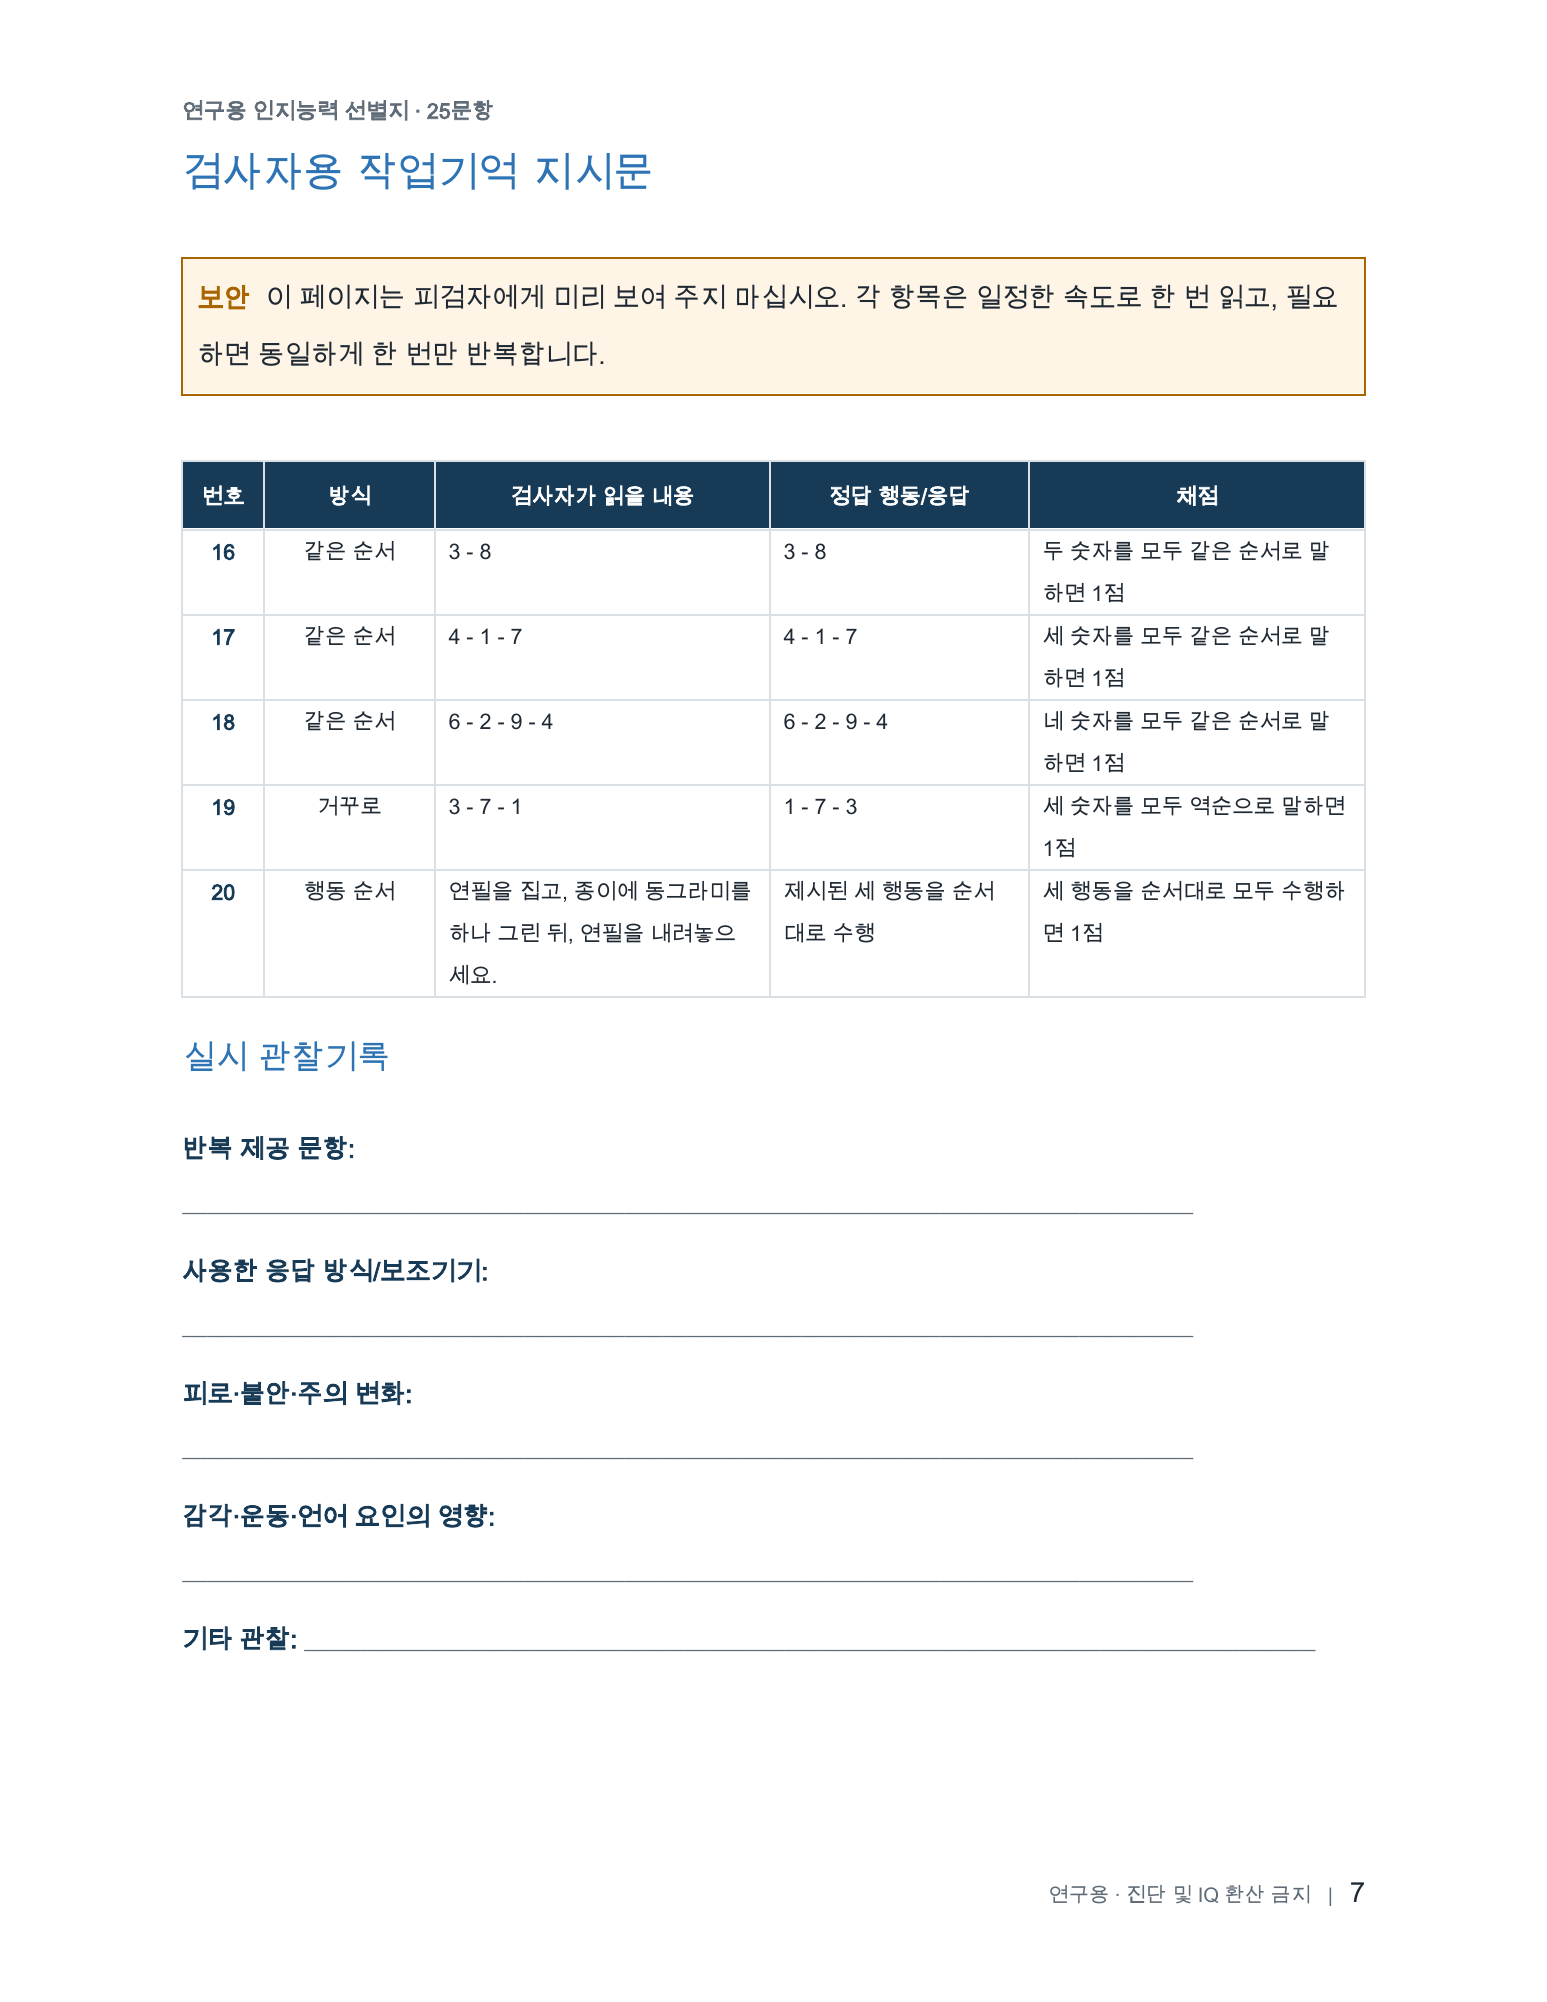 연구용 인지능력 선별지 · 25문항
검사자용 작업기억 지시문
보안 이 페이지는 피검자에게 미리 보여 주지 마십시오. 각 항목은 일정한 속도로 한 번 읽고, 필요
하면 동일하게 한 번만 반복합니다.
번호 방식 검사자가 읽을 내용 정답 행동/응답 채점
16 같은 순서 3 - 8 3 - 8 두 숫자를 모두 같은 순서로 말
하면 1점
17 같은 순서 4 - 1 - 7 4 - 1 - 7 세 숫자를 모두 같은 순서로 말
하면 1점
18 같은 순서 6 - 2 - 9 - 4 6 - 2 - 9 - 4 네 숫자를 모두 같은 순서로 말
하면 1점
19 거꾸로 3 - 7 - 1 1 - 7 - 3 세 숫자를 모두 역순으로 말하면
1점
20 행동 순서 연필을 집고, 종이에 동그라미를 제시된 세 행동을 순서 세 행동을 순서대로 모두 수행하
하나 그린 뒤, 연필을 내려놓으 대로 수행 면 1점
세요.
실시 관찰기록
반복 제공 문항:
사용한 응답 방식/보조기기:
피로·불안·주의 변화:
감각·운동·언어 요인의 영향:
기타 관찰:
연구용 · 진단 및 IQ 환산 금지 | 7